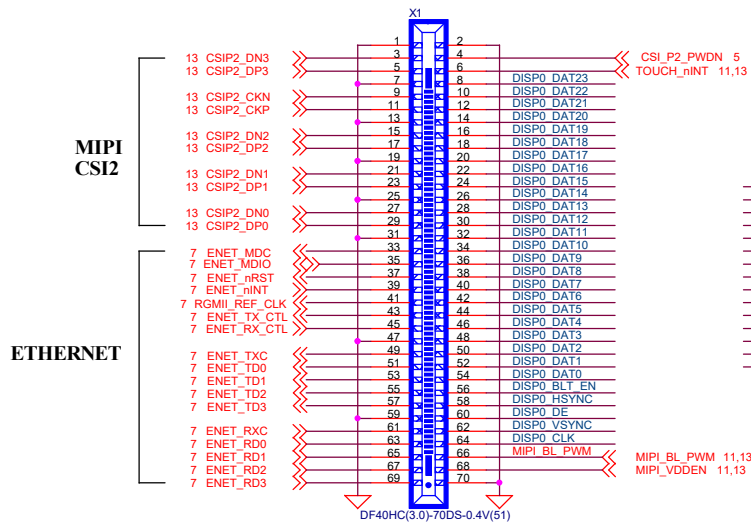 X1
1 2
13 CSIP2_DN3 3 4 CSI_P2_PWDN 5
13 CSIP2_DP3 5 6 TOUCH_nINT 11,13
7 8 DISP0_DAT23
13 CSIP2_CKN 9 10 DISP0_DAT22
13 CSIP2_CKP 11 12 DISP0_DAT21
13 14 DISP0_DAT20
13 CSIP2_DN2 15 16 DISP0_DAT19
MIPI
CSI2
13 CSIP2_DP2 17 18 DISP0_DAT18
19 20 DISP0_DAT17
13 CSIP2_DN1 21 22 DISP0_DAT16
13 CSIP2_DP1 23 24 DISP0_DAT15
25 26 DISP0_DAT14
13 CSIP2_DN0 27 28 DISP0_DAT13
13 CSIP2_DP0 29 30 DISP0_DAT12
31 32 DISP0_DAT11
7 ENET_MDC 33 34 DISP0_DAT10
7 ENET_MDIO 35 36 DISP0_DAT9
7 ENET_nRST 37 38 DISP0_DAT8
7 ENET_nINT 39 40 DISP0_DAT7
7 RGMII_REF_CLK 41 42 DISP0_DAT6
7 ENET_TX_CTL 43 44 DISP0_DAT5
7 ENET_RX_CTL 45 46 DISP0_DAT4
47 48 DISP0_DAT3
ETHERNET
7 ENET_TXC 49 50 DISP0_DAT2
7 ENET_TD0 51 52 DISP0_DAT1
7 ENET_TD1 53 54 DISP0_DAT0
7 ENET_TD2 55 56 DISP0_BLT_EN
7 ENET_TD3 57 58 DISP0_HSYNC
59 60 DISP0_DE
7 ENET_RXC 61 62 DISP0_VSYNC
7 ENET_RD0 63 64 DISP0_CLK
7 ENET_RD1 65 66 MIPI_BL_PWM MIPI_BL_PWM 11,13
7 ENET_RD2 67 68 MIPI_VDDEN 11,13
7 ENET_RD3 69 70
DF40HC(3.0)-70DS-0.4V(51)